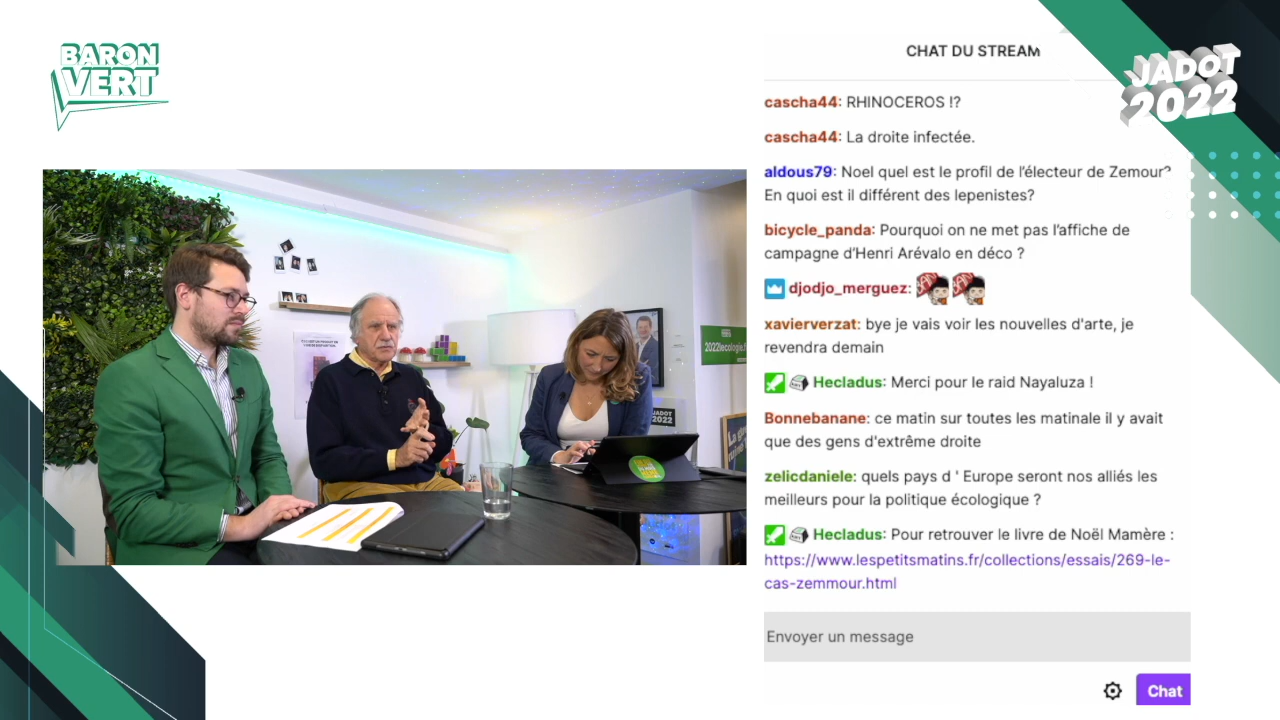 BARON
VERT
CHAT DU STREAM
JADOT
2022
cascha44: RHINOCEROS !?
cascha44: La droite infectée.
aldous79: Noel quel est le profil de l'électeur de Zemour?
En quoi est il différent des lepenistes?
bicycle_panda: Pourquoi on ne met pas l'affiche de
campagne d'Henri Arévalo en déco ?
djodjo_merguez:
xavierverzat: bye je vais voir les nouvelles d'arte, je
revendra demain
Hecladus: Merci pour le raid Nayaluza !
Bonnebanane: ce matin sur toutes les matinale il y avait
que des gens d'extrême droite
zelicdaniele: quels pays d ' Europe seront nos alliés les
meilleurs pour la politique écologique ?
Hecladus: Pour retrouver le livre de Noël Mamère :
https://www.lespetitsmatins.fr/collections/essais/269-le-
cas-zemmour.html
Envoyer un message
Chat
2022lecologie.fr
JADOT
2022